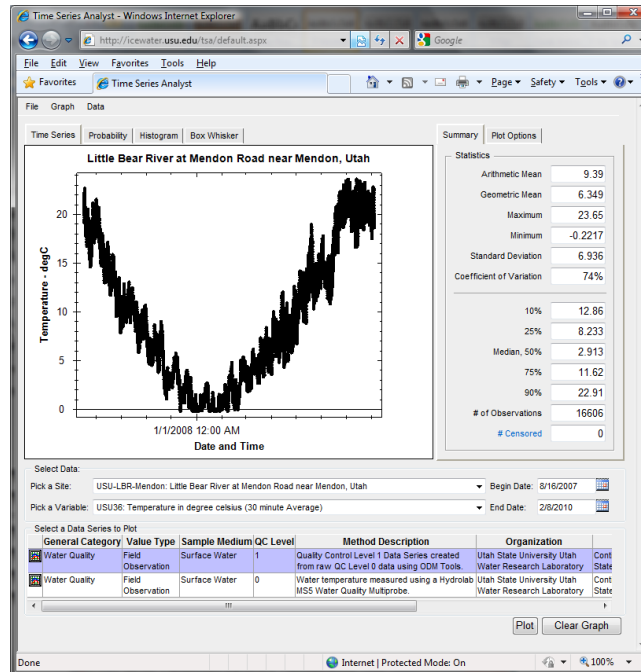 Time Series Analyst - Windows Internet Explorer
http://icewater.usu.edu/tsa/default.aspx
Google
File Edit View Favorites Tools Help
Favorites Time Series Analyst Page Safety Tools
File Graph Data
Time Series Probability Histogram Box Whisker Summary Plot Options
Little Bear River at Mendon Road near Mendon, Utah
Temperature - degC
20
15
10
5
0
1/1/2008 12:00 AM
Date and Time
Statistics
Arithmetic Mean 9.39
Geometric Mean 6.349
Maximum 23.65
Minimum -0.2217
Standard Deviation 6.936
Coefficient of Variation 74%
10% 12.86
25% 8.233
Median, 50% 2.913
75% 11.62
90% 22.91
# of Observations 16606
# Censored 0
Select Data:
Pick a Site: USU-LBR-Mendon: Little Bear River at Mendon Road near Mendon, Utah Begin Date: 8/16/2007
Pick a Variable: USU36: Temperature in degree celsius (30 minute Average) End Date: 2/8/2010
Select a Data Series to Plot
General Category Value Type Sample Medium QC Level Method Description Organization
Water Quality Field Observation Surface Water 1 Quality Control Level 1 Data Series created from raw QC Level 0 data using ODM Tools. Utah State University Utah Water Research Laboratory Cont State
Water Quality Field Observation Surface Water 0 Water temperature measured using a Hydrolab MS5 Water Quality Multiprobe. Utah State University Utah Water Research Laboratory Cont State
Plot Clear Graph
Done Internet | Protected Mode: On 100%